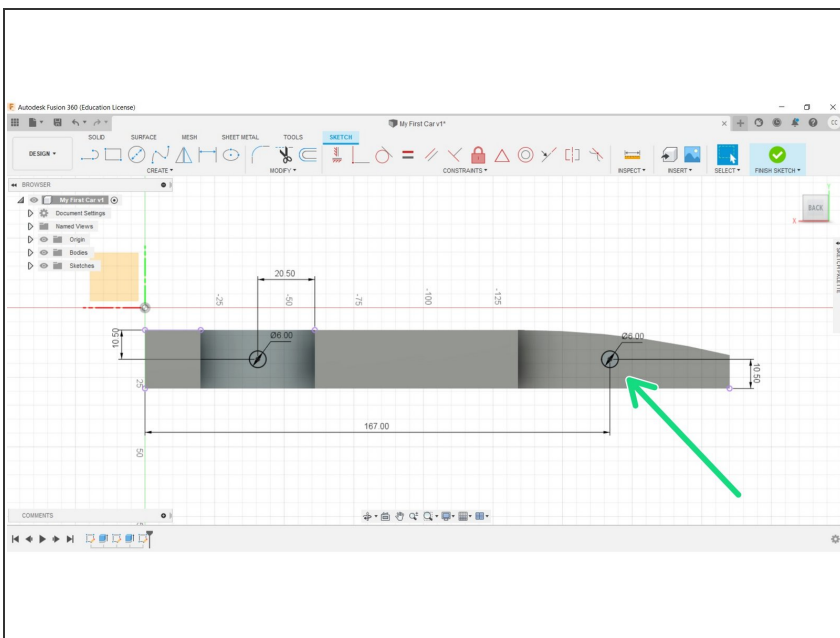 Autodesk Fusion 360 (Education License)
My First Car v1*
CC
SOLID SURFACE MESH SHEET METAL TOOLS SKETCH
DESIGN
CREATE MODIFY CONSTRAINTS INSPECT INSERT SELECT FINISH SKETCH
BROWSER
My First Car v1
Document Settings
Named Views
Origin
Bodies
Sketches
BACK
Y
X
SKETCH PALETTE
20.50
-25
-50
-75
-100
-125
10.50
Ø6.00
Ø6.00
10.50
25
167.00
50
COMMENTS